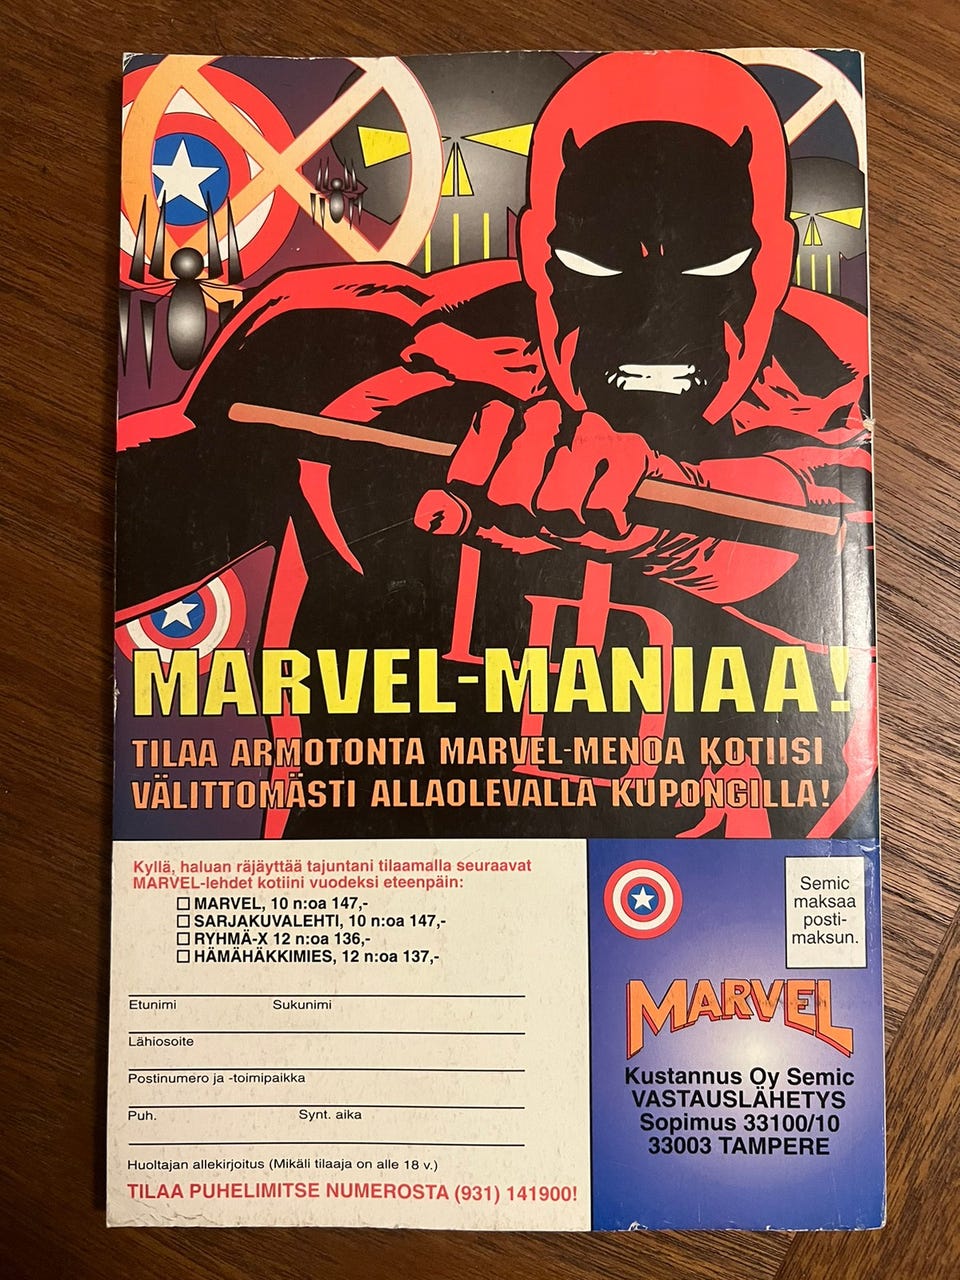 MARVEL-MANIAA!
TILAA ARMOTONTA MARVEL-MENOA KOTIISI
VÄLITTOMÄSTI ALLAOLEVALLA KUPONGILLA!
Kyllä, haluan räjäyttää tajuntani tilaamalla seuraavat
MARVEL-lehdet kotiini vuodeksi eteenpäin:
MARVEL, 10 n:oa 147,-
SARJAKUVALEHTI, 10 n:oa 147,-
RYHMÄ-X 12 n:oa 136,-
HÄMÄHÄKKIMIES, 12 n:oa 137,-
Etunimi Sukunimi
Lähiosoite
Postinumero ja -toimipaikka
Puh. Synt. aika
Huoltajan allekirjoitus (Mikäli tilaaja on alle 18 v.)
TILAA PUHELIMITSE NUMEROSTA (931) 141900!
Semic
maksaa
posti-
maksun.
MARVEL
Kustannus Oy Semic
VASTAUSLÄHETYS
Sopimus 33100/10
33003 TAMPERE